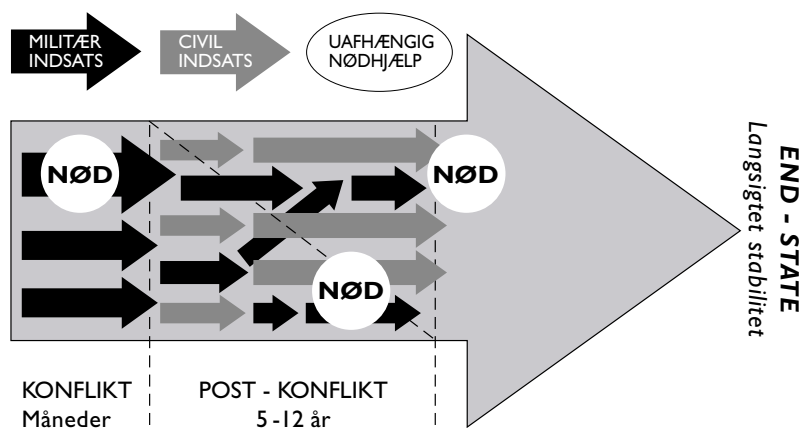 MILITÆR
INDSATS
CIVIL
INDSATS
UAFHÆNGIG
NØDHJÆLP
NØD
NØD
NØD
END - STATE
Langsigtet stabilitet
KONFLIKT
Måneder
POST - KONFLIKT
5 -12 år